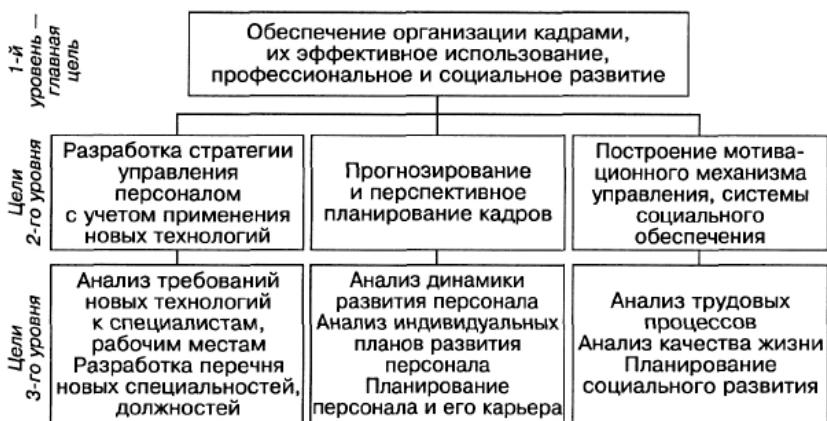 1-й
уровень —
главная
цель
Обеспечение организации кадрами,
их эффективное использование,
профессиональное и социальное развитие
Цели
2-го уровня
Разработка стратегии
управления
персоналом
с учетом применения
новых технологий
Прогнозирование
и перспективное
планирование кадров
Построение мотива-
ционного механизма
управления, системы
социального
обеспечения
Цели
3-го уровня
Анализ требований
новых технологий
к специалистам,
рабочим местам
Разработка перечня
новых специальностей,
должностей
Анализ динамики
развития персонала
Анализ индивидуальных
планов развития
персонала
Планирование
персонала и его карьера
Анализ трудовых
процессов
Анализ качества жизни
Планирование
социального развития